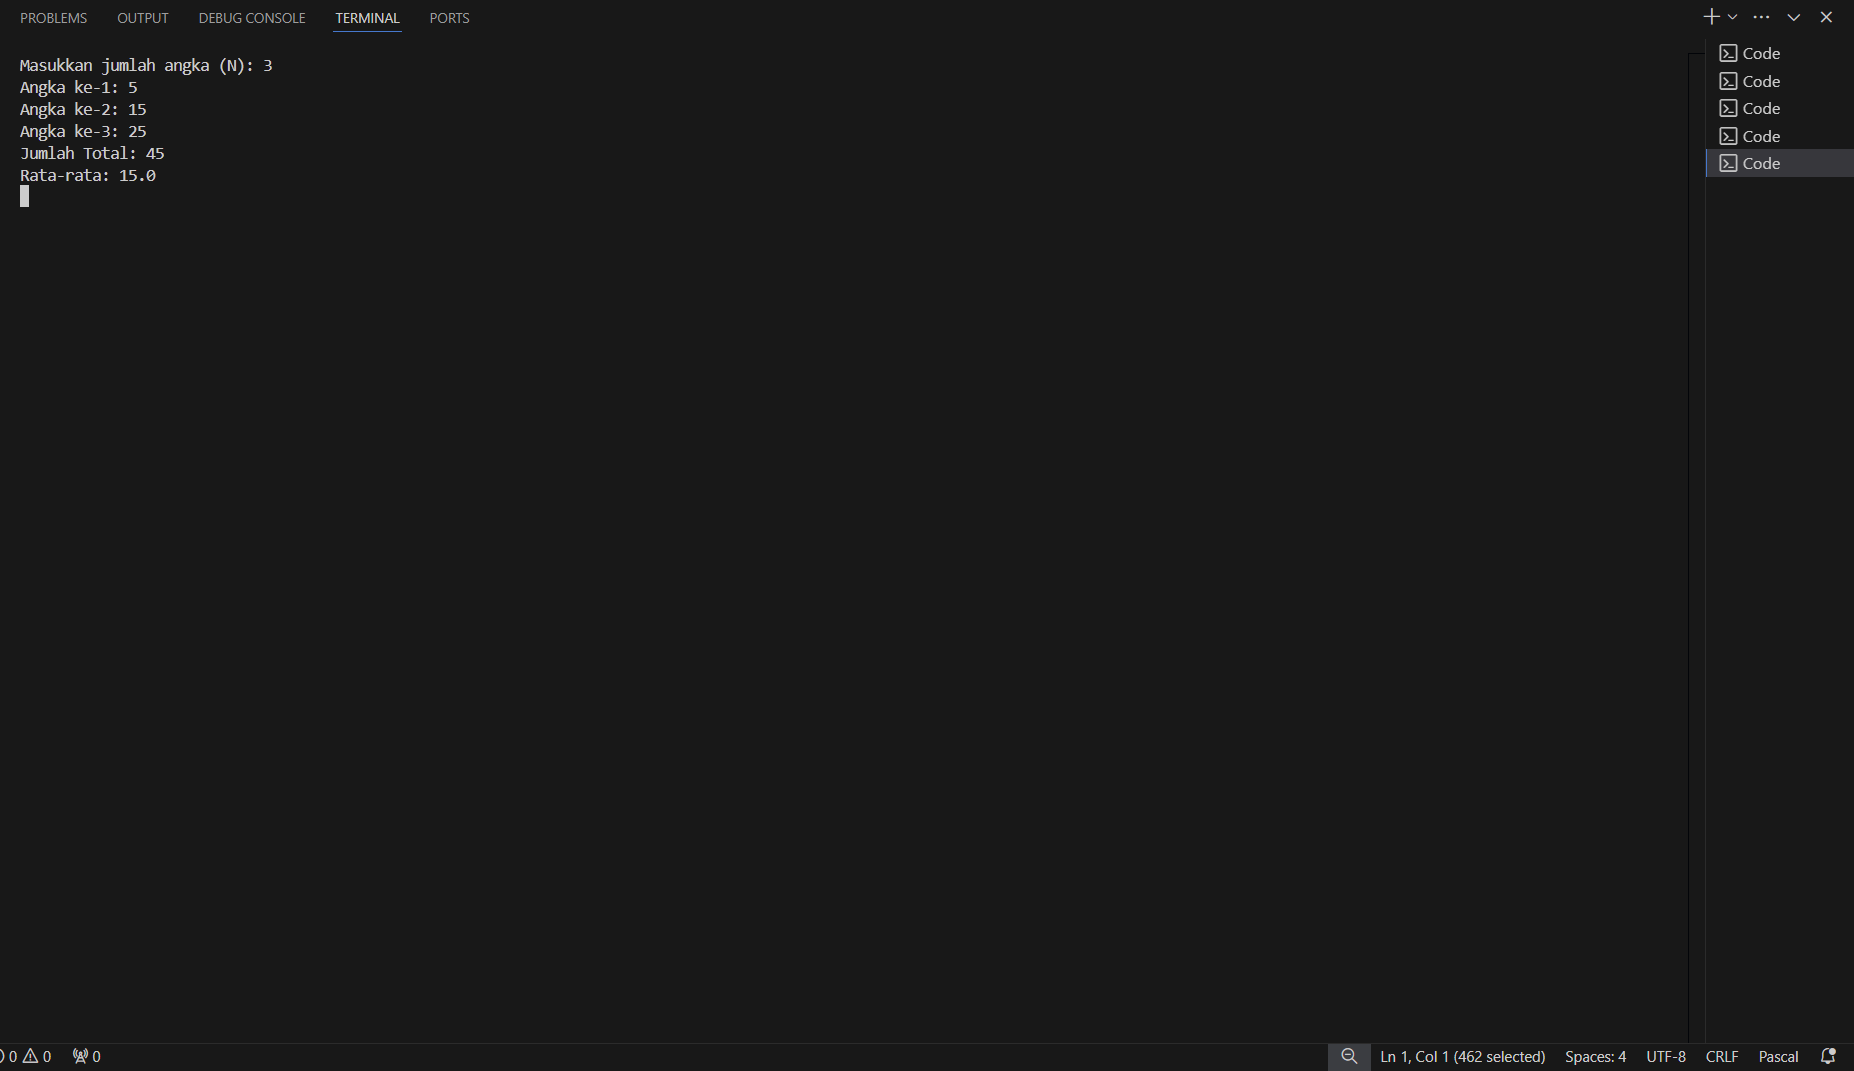 PROBLEMS OUTPUT DEBUG CONSOLE TERMINAL PORTS
Masukkan jumlah angka (N): 3
Angka ke-1: 5
Angka ke-2: 15
Angka ke-3: 25
Jumlah Total: 45
Rata-rata: 15.0
Code
Code
Code
Code
Code
0 0 0 Ln 1, Col 1 (462 selected) Spaces: 4 UTF-8 CRLF Pascal